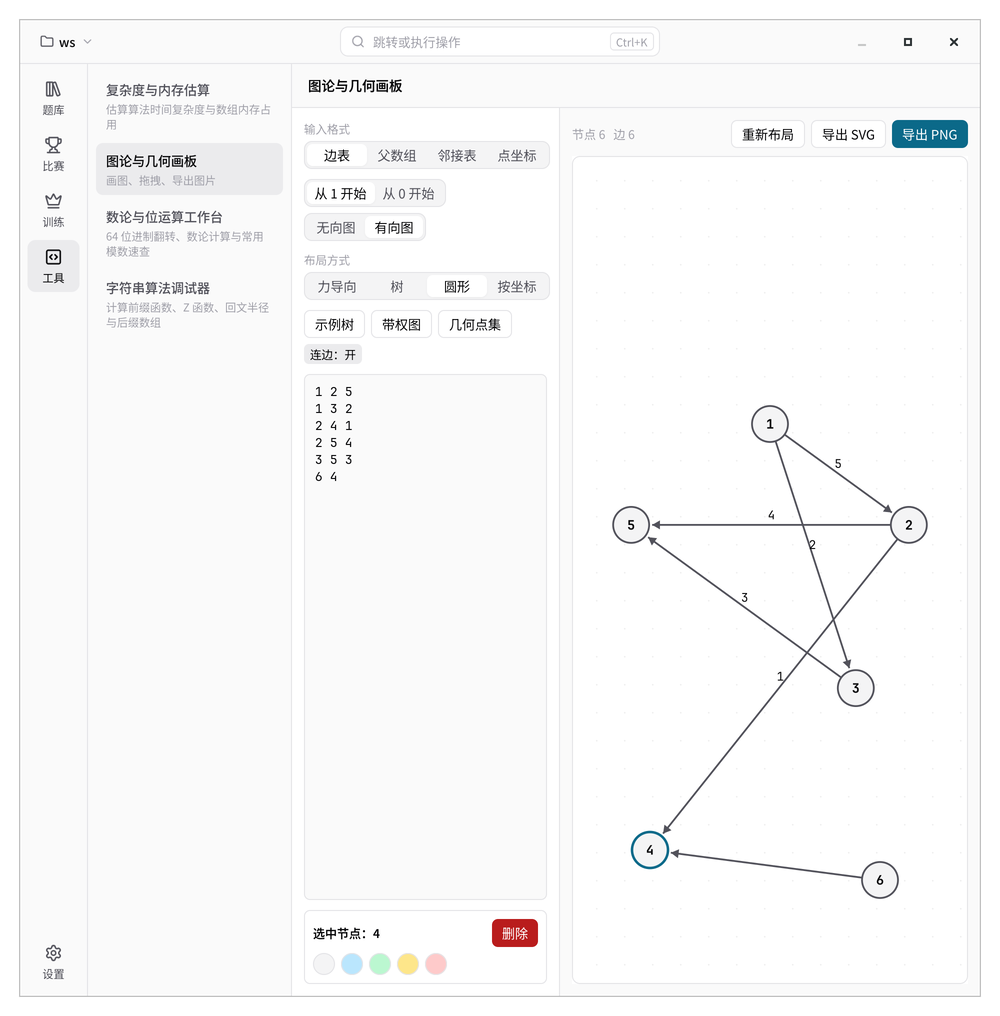 ws
跳转或执行操作
Ctrl+K
题库
比赛
训练
工具
设置
复杂度与内存估算
估算算法时间复杂度与数组内存占
用
图论与几何画板
画图、拖拽、导出图片
数论与位运算工作台
64 位进制翻转、数论计算与常用
模数速查
字符串算法调试器
计算前缀函数、Z 函数、回文半径
与后缀数组
图论与几何画板
输入格式
边表 父数组 邻接表 点坐标
从 1 开始 从 0 开始
无向图 有向图
布局方式
力导向 树 圆形 按坐标
示例树 带权图 几何点集
连边：开
1 2 5
1 3 2
2 4 1
2 5 4
3 5 3
6 4
选中节点：4
删除
节点 6 边 6
重新布局 导出 SVG 导出 PNG
1
5
4
5
2
2
3
1
3
4
6